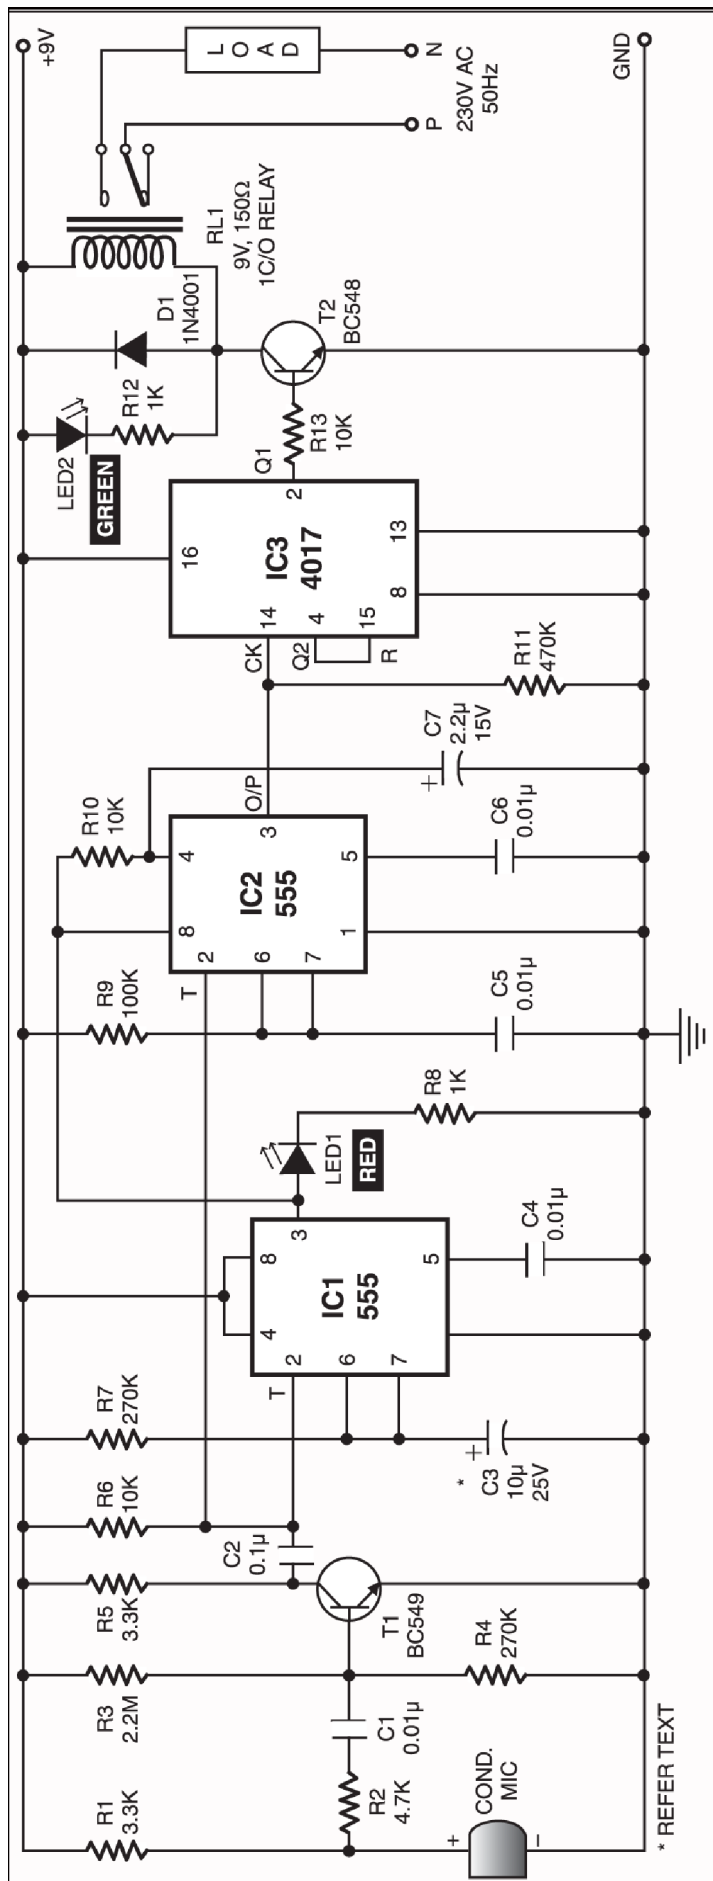 +9V
R1
3.3K
R3
2.2M
R5
3.3K
R6
10K
R7
270K
C2
0.1µ
R2
4.7K
C1
0.01µ
T1
BC549
R4
270K
COND.
MIC
+
–
* REFER TEXT
T
2
6
7
4
8
3
5
IC1
555
*
+
C3
10µ
25V
C4
0.01µ
LED1
RED
R8
1K
R9
100K
C5
0.01µ
T
2
6
7
8
4
3
1
5
IC2
555
O/P
R10
10K
C6
0.01µ
+
C7
2.2µ
15V
R11
470K
CK
14
Q2
4
15
R
16
IC3
4017
8
13
2
Q1
R13
10K
LED2
GREEN
R12
1K
D1
1N4001
T2
BC548
RL1
9V, 150Ω
1C/O RELAY
LOAD
P
N
230V AC
50Hz
GND